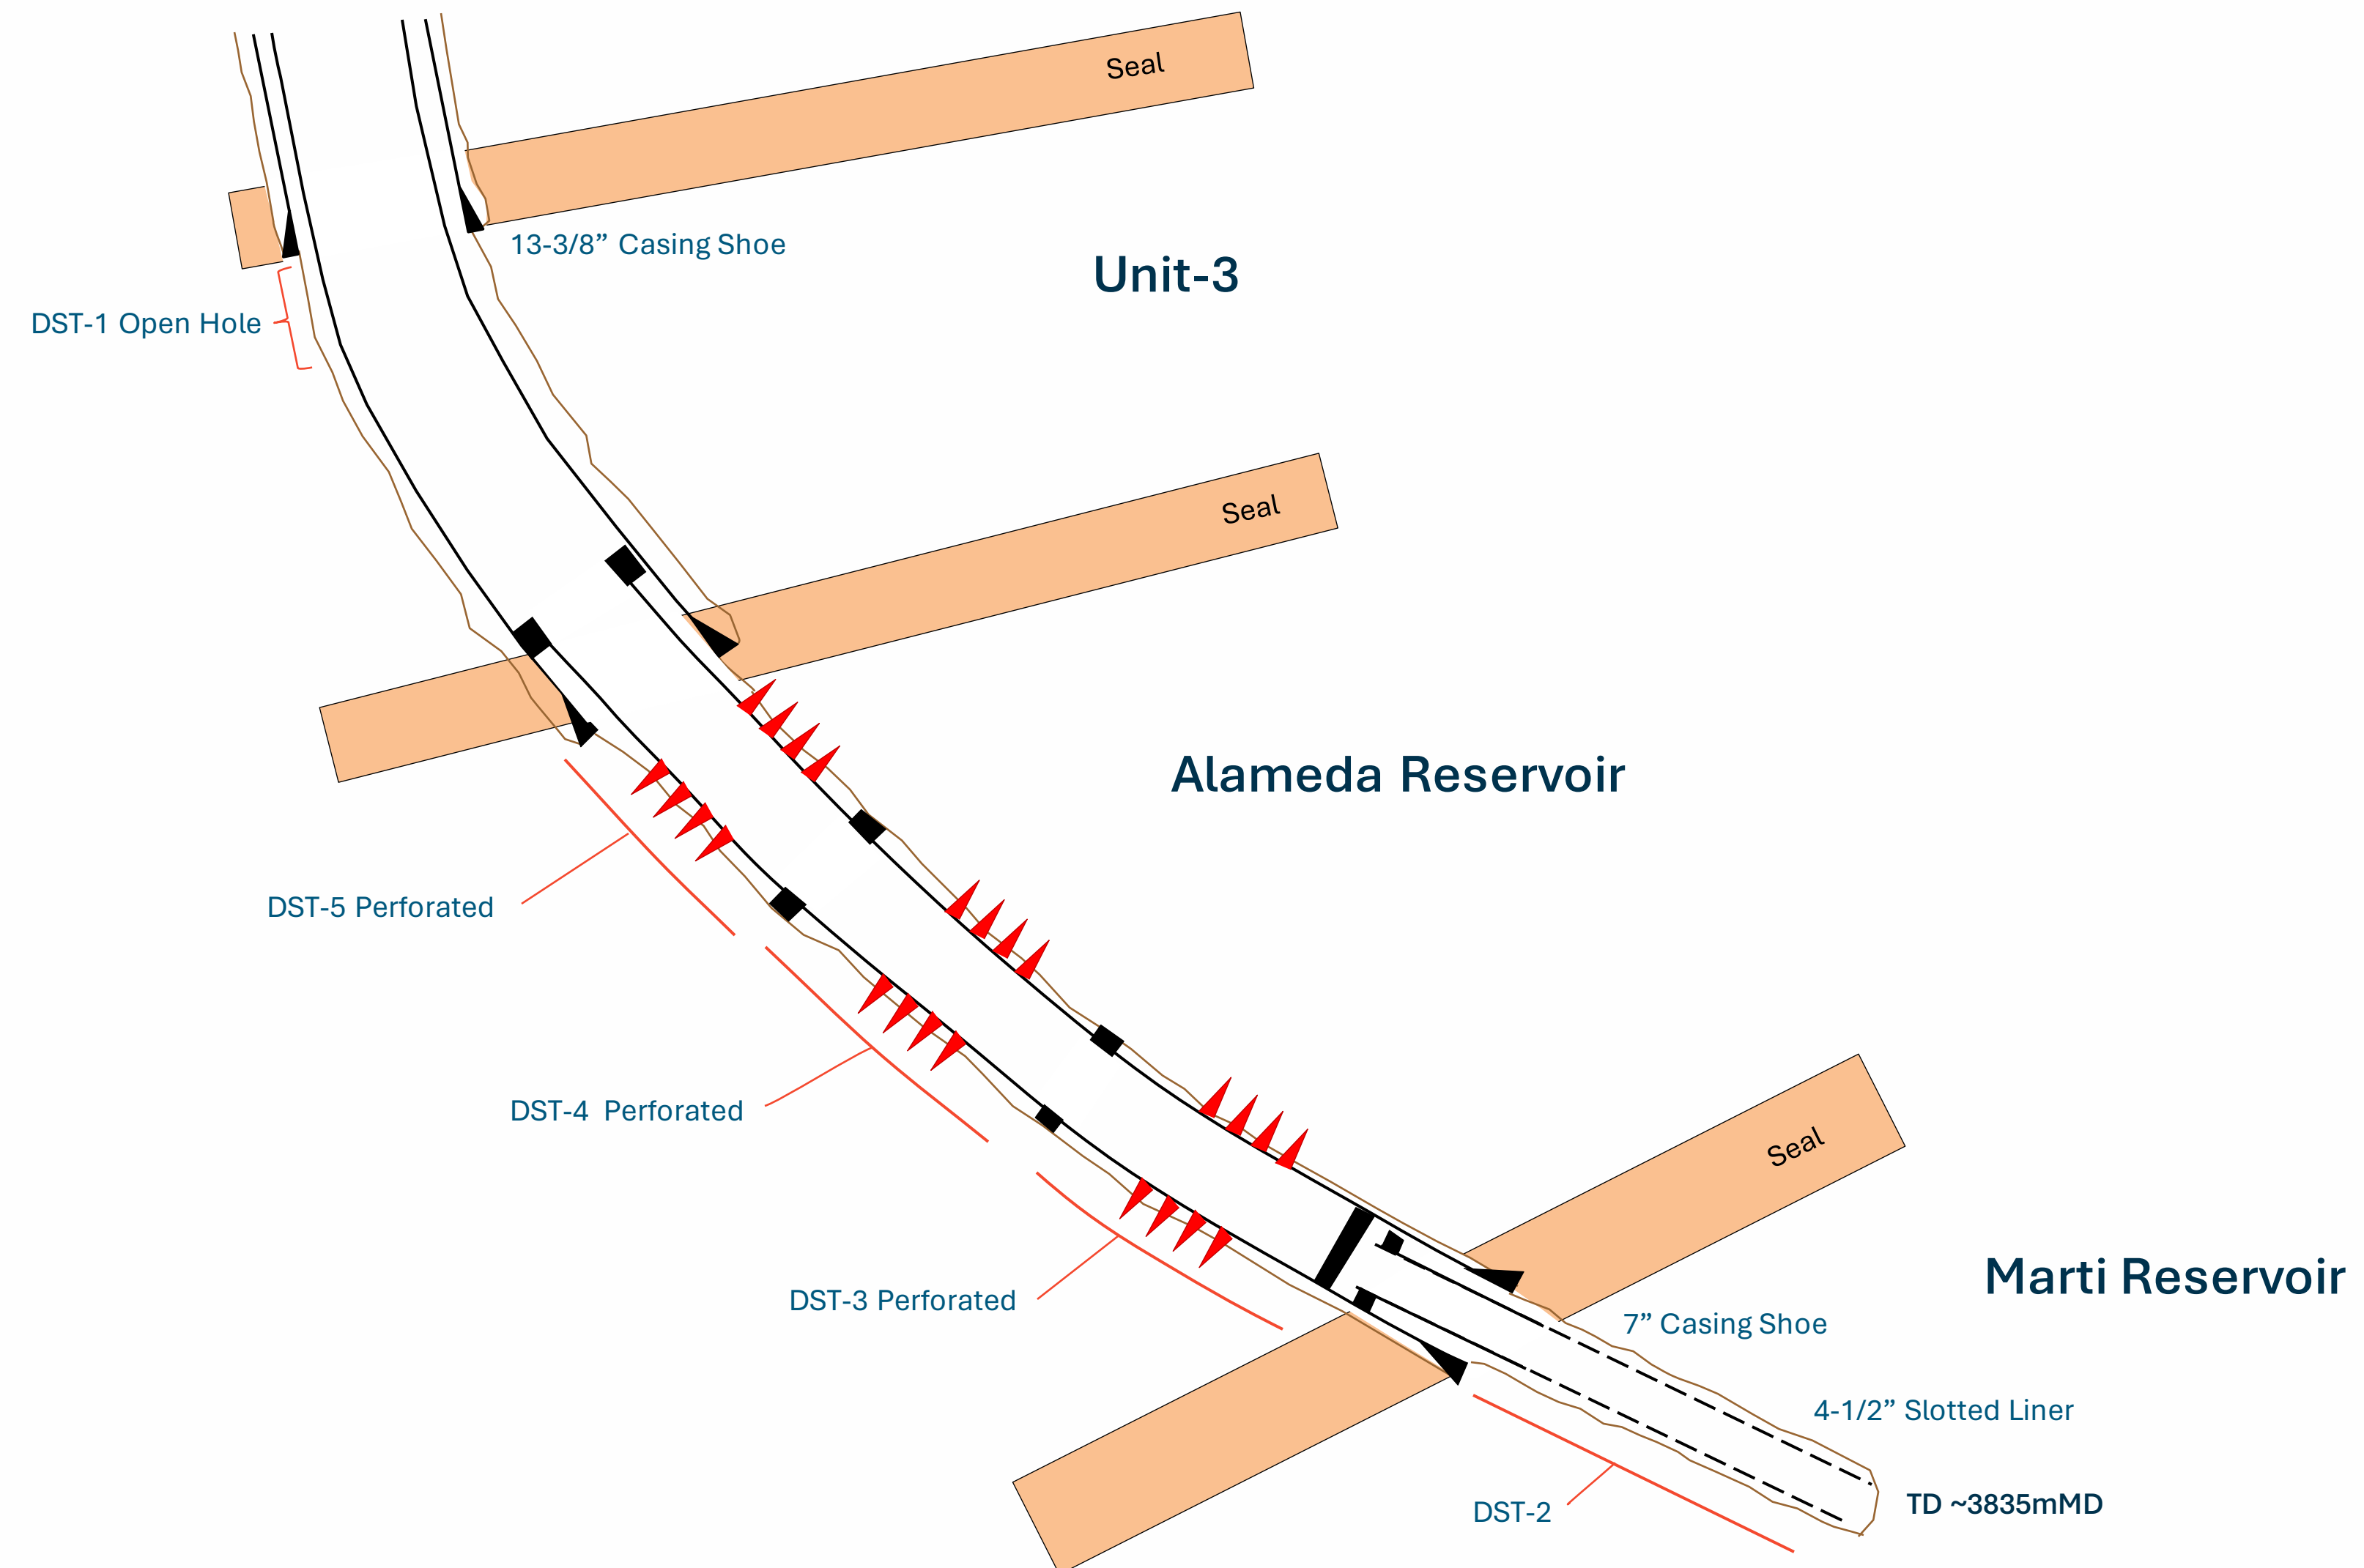 Seal
13-3/8” Casing Shoe
Unit-3
DST-1 Open Hole
Seal
Alameda Reservoir
DST-5 Perforated
DST-4  Perforated
Seal
Marti Reservoir
DST-3 Perforated
7” Casing Shoe
4-1/2” Slotted Liner
TD ~3835mMD
DST-2